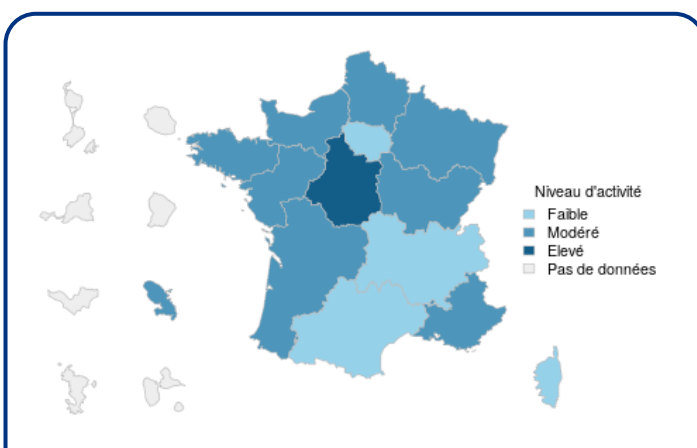 Niveau d'activité
Faible
Modéré
Elevé
Pas de données